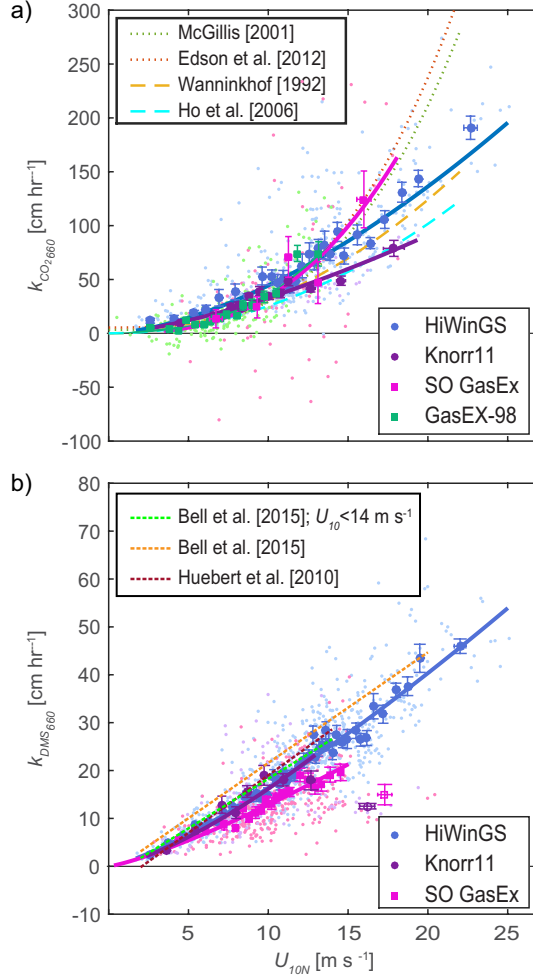 a)
300
250
200
150
100
50
0
-50
-100
k_CO2 660 [cm hr⁻¹]
McGillis [2001]
Edson et al. [2012]
Wanninkhof [1992]
Ho et al. [2006]
HiWinGS
Knorr11
SO GasEx
GasEX-98
b)
80
70
60
50
40
30
20
10
0
-10
k_DMS 660 [cm hr⁻¹]
Bell et al. [2015]; U₁₀<14 m s⁻¹
Bell et al. [2015]
Huebert et al. [2010]
HiWinGS
Knorr11
SO GasEx
5 10 15 20 25
U₁₀N [m s⁻¹]